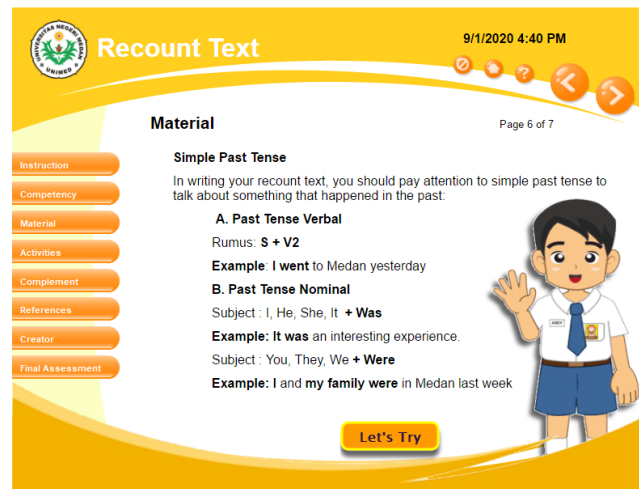 UNIVERSITAS NEGERI MEDAN
UNIMED
Recount Text
9/1/2020 4:40 PM
?
Material
Page 6 of 7
Instruction
Competency
Material
Activities
Complement
References
Creator
Final Assessment
Simple Past Tense
In writing your recount text, you should pay attention to simple past tense to
talk about something that happened in the past:
A. Past Tense Verbal
Rumus: S + V2
Example: I went to Medan yesterday
B. Past Tense Nominal
Subject : I, He, She, It + Was
Example: It was an interesting experience.
Subject : You, They, We + Were
Example: I and my family were in Medan last week
Let's Try